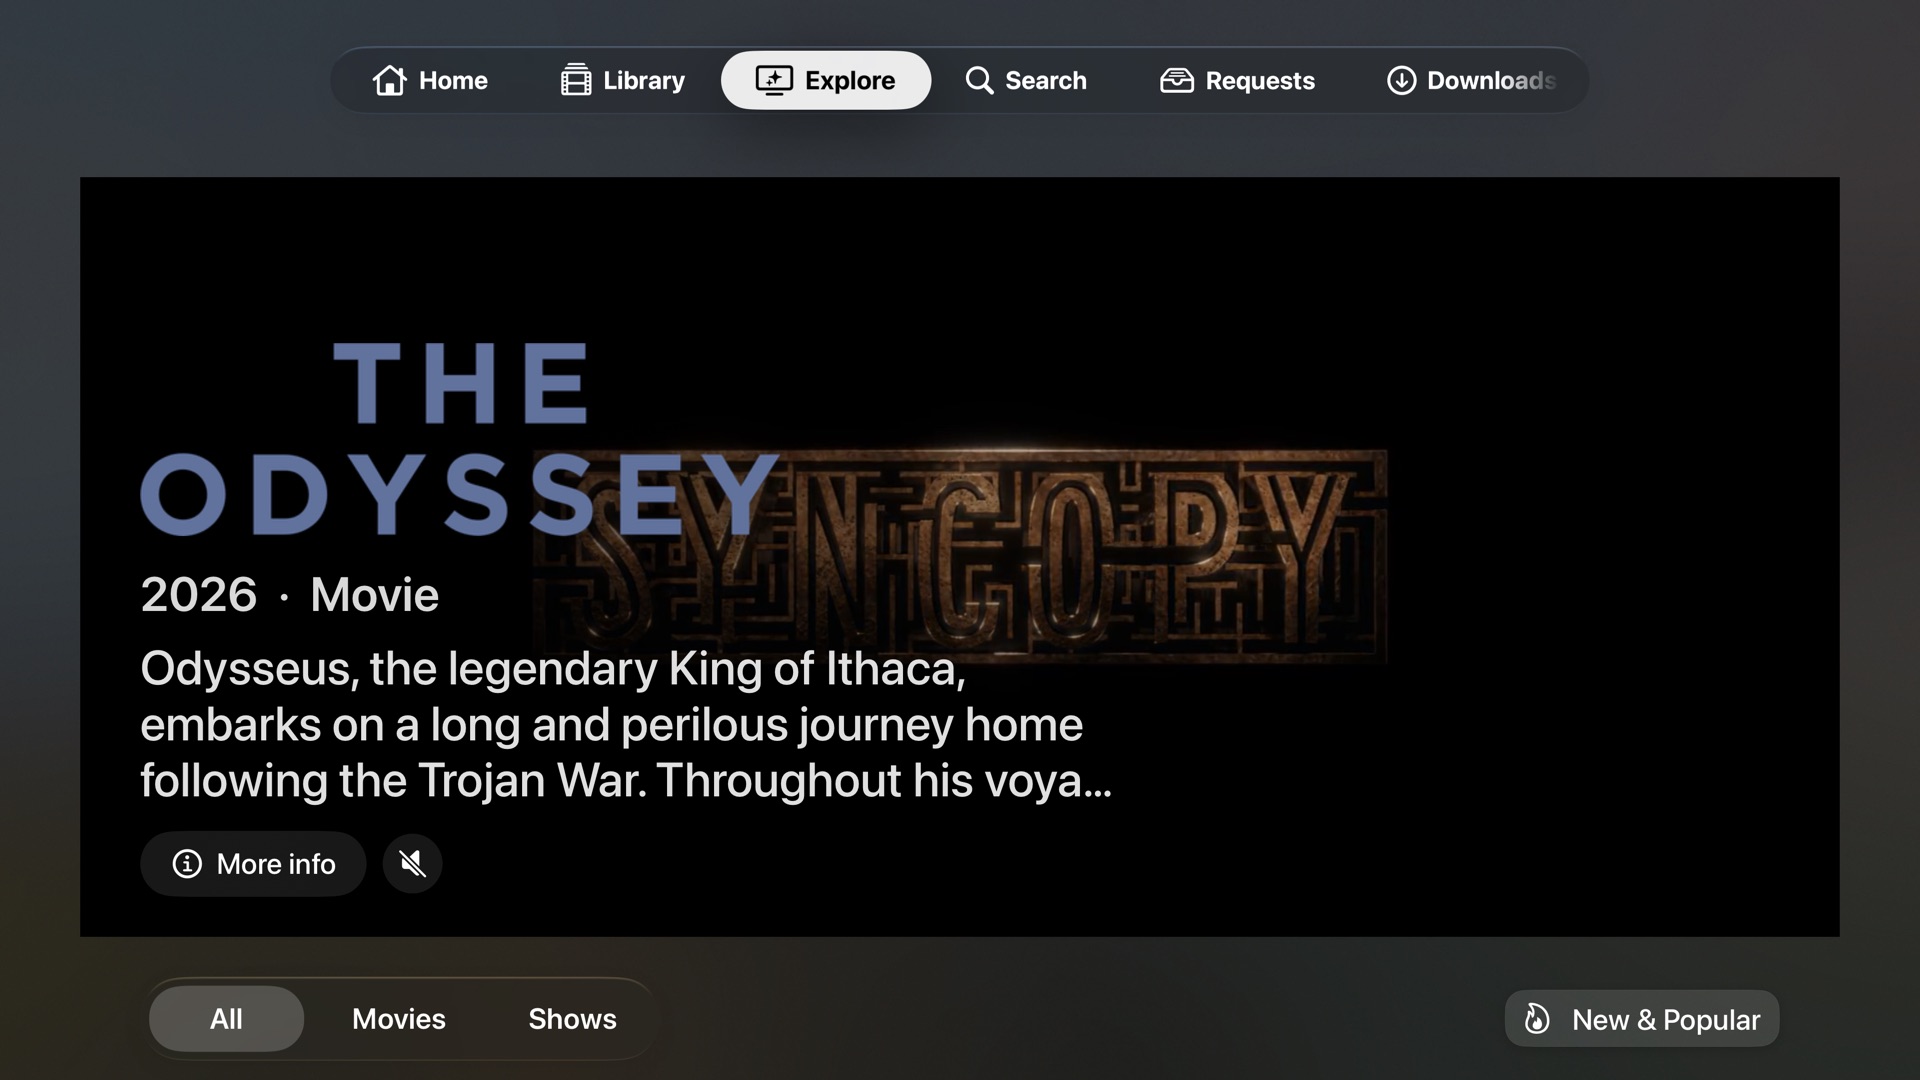 Home
Library
Explore
Search
Requests
Downloads
THE
ODYSSEY
SYNCOPY
2026 · Movie
Odysseus, the legendary King of Ithaca,
embarks on a long and perilous journey home
following the Trojan War. Throughout his voya...
More info
All
Movies
Shows
New & Popular